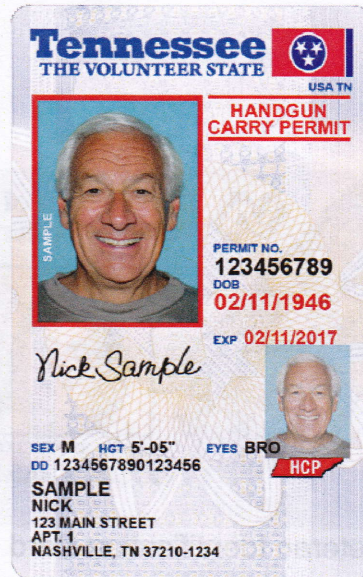 Tennessee
THE VOLUNTEER STATE
USA TN
HANDGUN
CARRY PERMIT
SAMPLE
PERMIT NO.
123456789
DOB
02/11/1946
EXP 02/11/2017
Nick Sample
SEX M HGT 5'-05" EYES BRO
DD 1234567890123456
HCP
SAMPLE
NICK
123 MAIN STREET
APT. 1
NASHVILLE, TN 37210-1234